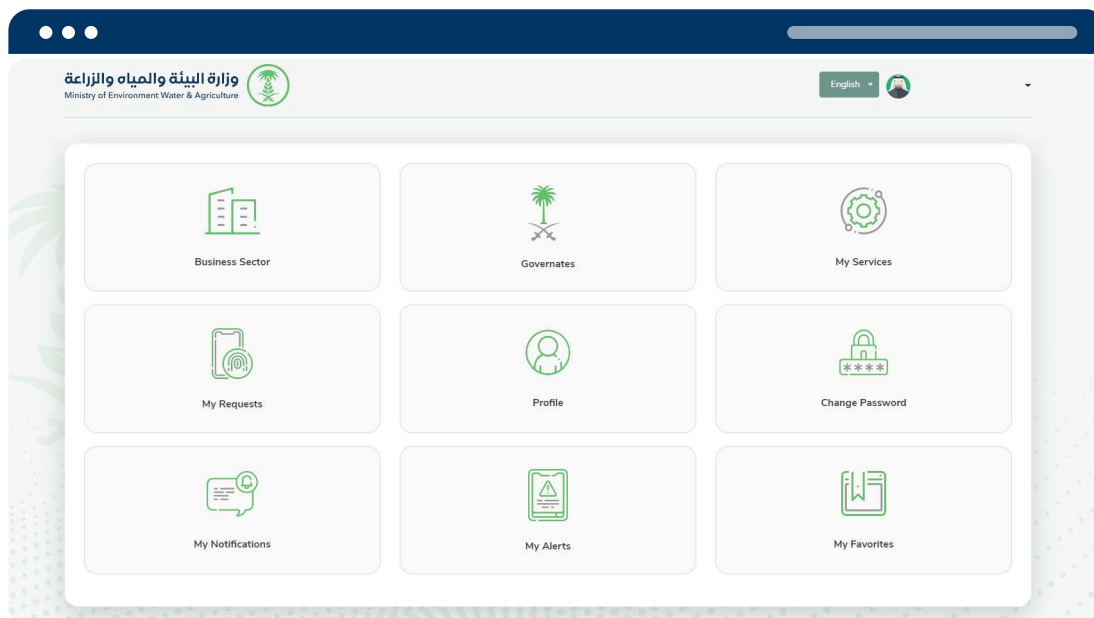 وزارة البيئة والمياه والزراعة
Ministry of Environment Water & Agriculture
English
Business Sector
Governates
My Services
My Requests
Profile
****
Change Password
My Notifications
My Alerts
My Favorites